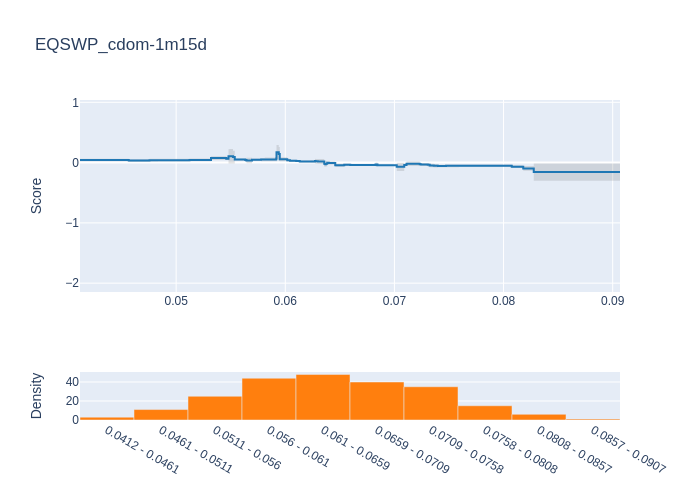 EQSWP_cdom-1m15d
Score
1
0
−1
−2
0.05 0.06 0.07 0.08 0.09
Density
40
20
0
0.0412 - 0.0461
0.0461 - 0.0511
0.0511 - 0.056
0.056 - 0.061
0.061 - 0.0659
0.0659 - 0.0709
0.0709 - 0.0758
0.0758 - 0.0808
0.0808 - 0.0857
0.0857 - 0.0907